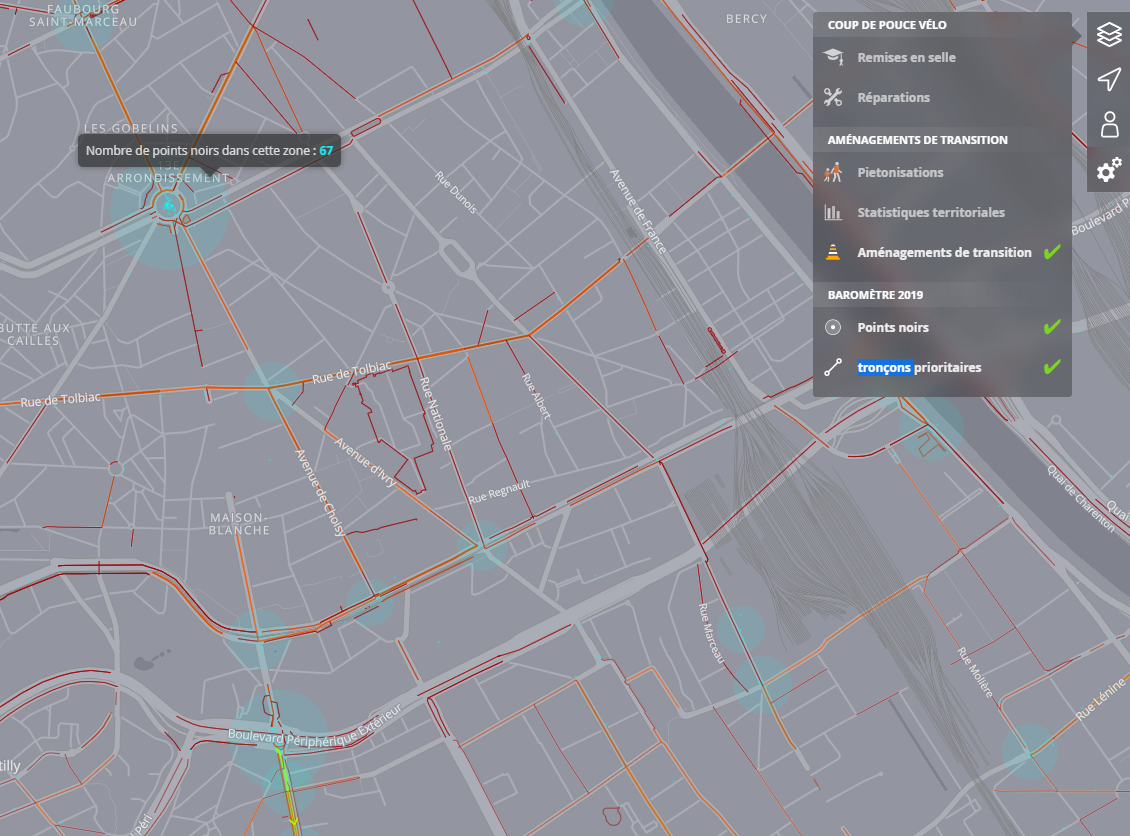 FAUBOURG
SAINT-MARCEAU
BERCY
COUP DE POUCE VÉLO
Remises en selle
Réparations
LES GOBELINS
AMÉNAGEMENTS DE TRANSITION
Nombre de points noirs dans cette zone : 67
13E
ARRONDISSEMENT
Pietonisations
Rue Dunois
Avenue de France
Statistiques territoriales
Boulevard P
Aménagements de transition
BAROMÈTRE 2019
BUTTE AUX
CAILLES
Points noirs
tronçons prioritaires
Rue de Tolbiac
Rue de Tolbiac
Rue Nationale
Rue Albert
Avenue d'Ivry
Avenue de Choisy
Rue Regnault
Quai de Charenton
Quai
MAISON-
BLANCHE
Rue Marceau
Rue Molière
Rue Lénine
Boulevard Périphérique Extérieur
tilly
Péri